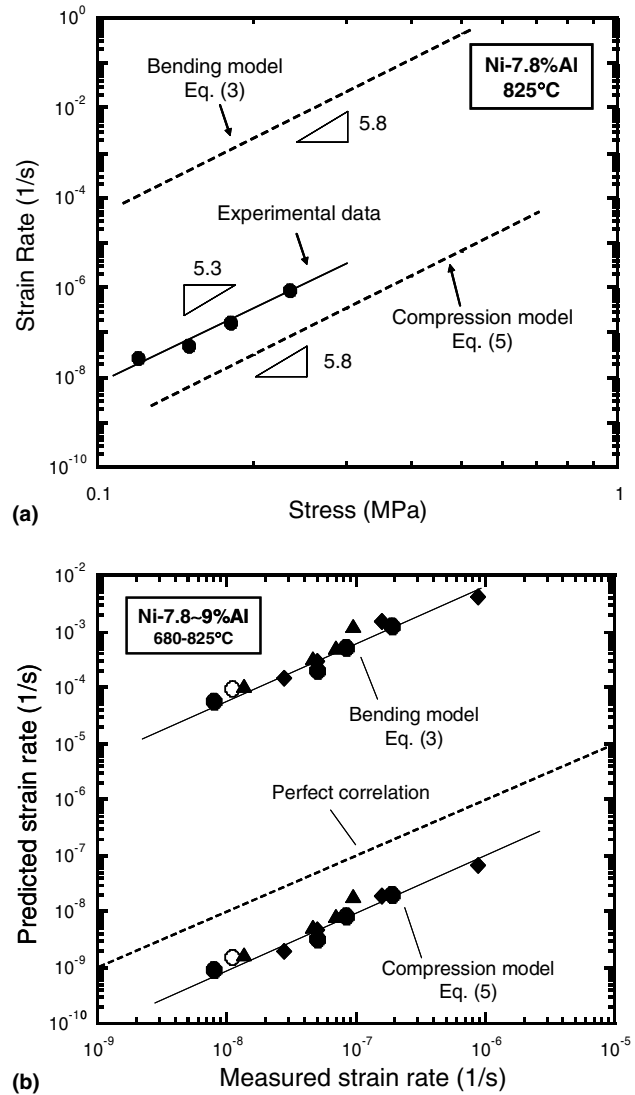 10^0
10^-2
10^-4
10^-6
10^-8
10^-10
Strain Rate (1/s)
Bending model
Eq. (3)
Ni-7.8%Al
825°C
5.8
Experimental data
5.3
Compression model
Eq. (5)
5.8
0.1
1
Stress (MPa)
(a)
10^-2
10^-3
10^-4
10^-5
10^-6
10^-7
10^-8
10^-9
10^-10
Predicted strain rate (1/s)
Ni-7.8~9%Al
680-825°C
Bending model
Eq. (3)
Perfect correlation
Compression model
Eq. (5)
10^-9
10^-8
10^-7
10^-6
10^-5
Measured strain rate (1/s)
(b)